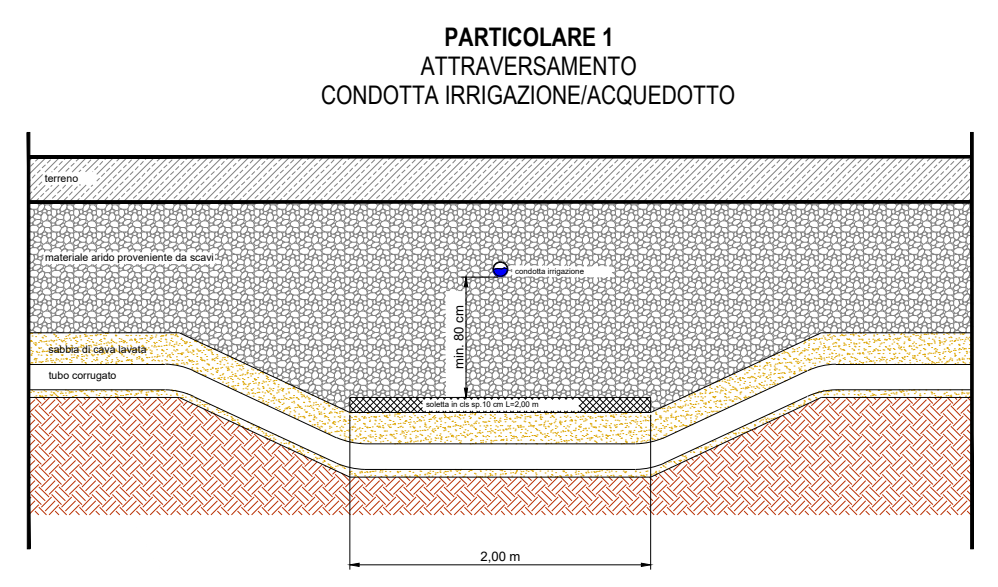 PARTICOLARE 1
ATTRAVERSAMENTO
CONDOTTA IRRIGAZIONE/ACQUEDOTTO
terreno
materiale arido proveniente da scavi
condotta irrigazione
min. 80 cm
sabbia di cava lavata
tubo corrugato
soletta in cls sp.10 cm L=2,00 m
2,00 m